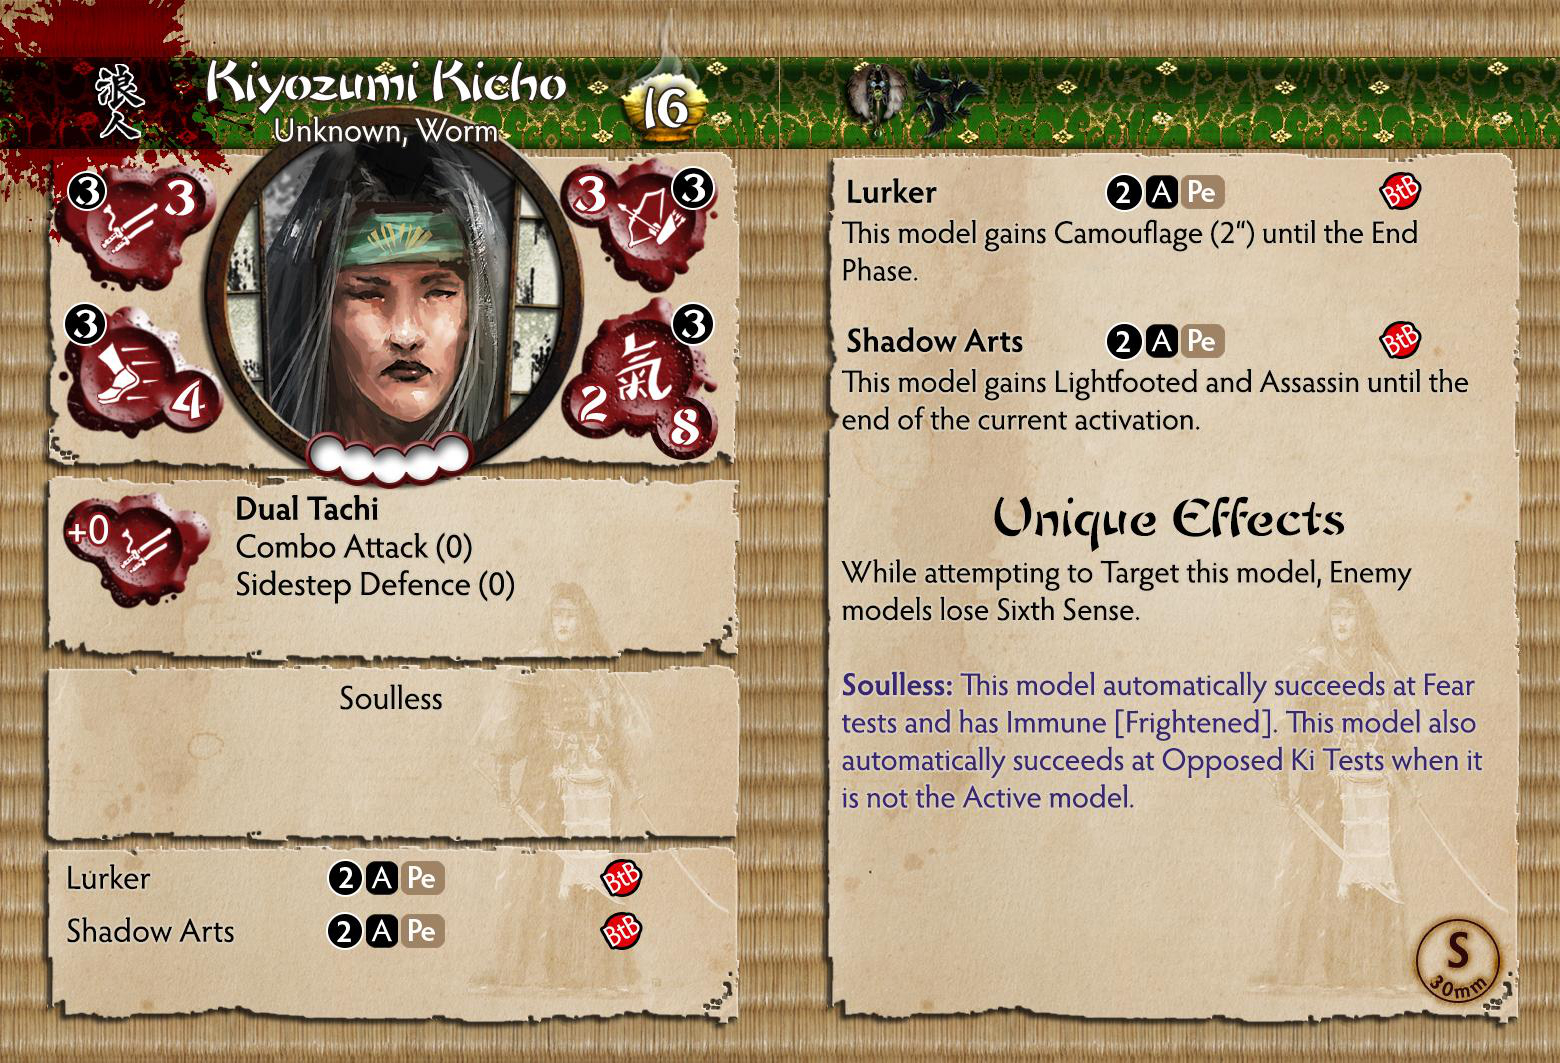 浪人
Kiyozumi Kicho
Unknown, Worm
16
3 3
3 3
3 4
3 氣 2 8
+0
Dual Tachi
Combo Attack (0)
Sidestep Defence (0)
Soulless
Lurker 2 A Pe BtB
Shadow Arts 2 A Pe BtB
Lurker 2 A Pe BtB
This model gains Camouflage (2“) until the End
Phase.
Shadow Arts 2 A Pe BtB
This model gains Lightfooted and Assassin until the
end of the current activation.
Unique Effects
While attempting to Target this model, Enemy
models lose Sixth Sense.
Soulless: This model automatically succeeds at Fear
tests and has Immune [Frightened]. This model also
automatically succeeds at Opposed Ki Tests when it
is not the Active model.
S
30mm